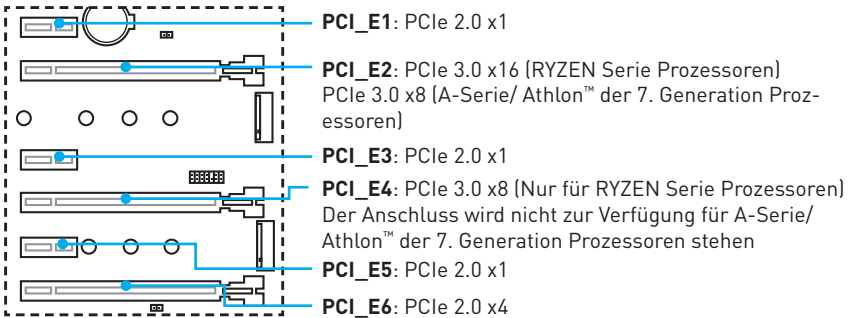 PCI_E1: PCIe 2.0 x1
PCI_E2: PCIe 3.0 x16 (RYZEN Serie Prozessoren)
PCIe 3.0 x8 (A-Serie/ Athlon™ der 7. Generation Proz-
essoren)
PCI_E3: PCIe 2.0 x1
PCI_E4: PCIe 3.0 x8 (Nur für RYZEN Serie Prozessoren)
Der Anschluss wird nicht zur Verfügung für A-Serie/
Athlon™ der 7. Generation Prozessoren stehen
PCI_E5: PCIe 2.0 x1
PCI_E6: PCIe 2.0 x4